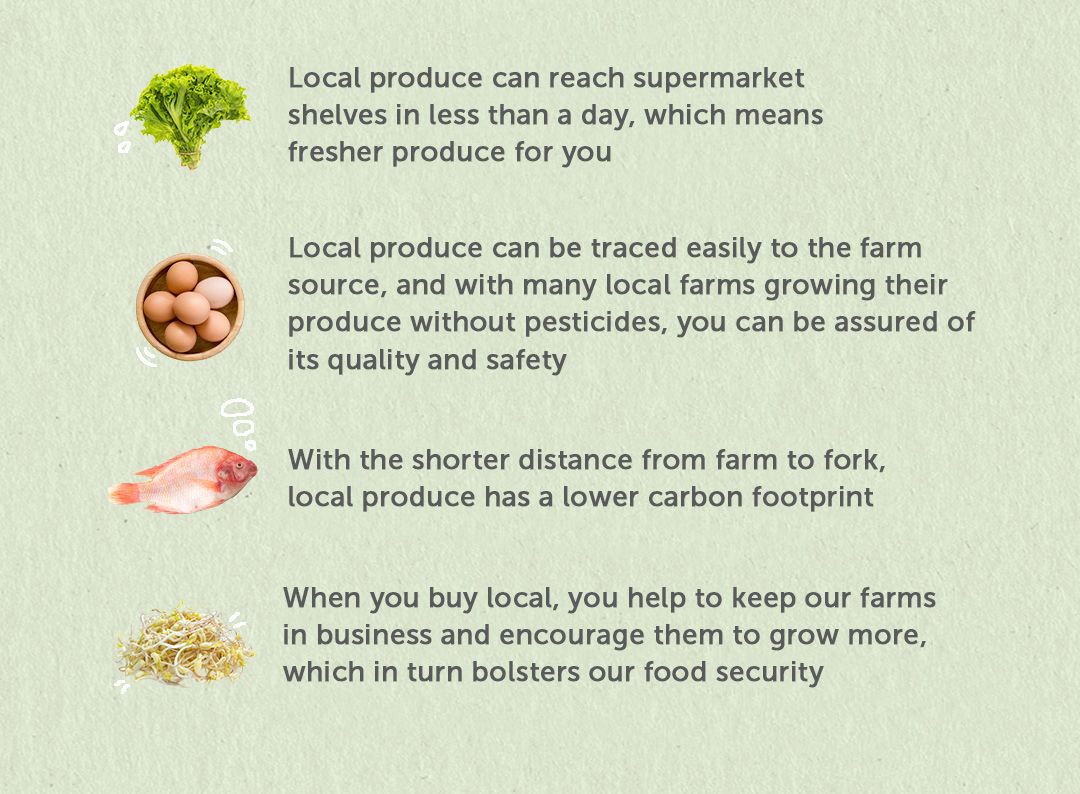 Local produce can reach supermarket
shelves in less than a day, which means
fresher produce for you
Local produce can be traced easily to the farm
source, and with many local farms growing their
produce without pesticides, you can be assured of
its quality and safety
With the shorter distance from farm to fork,
local produce has a lower carbon footprint
When you buy local, you help to keep our farms
in business and encourage them to grow more,
which in turn bolsters our food security